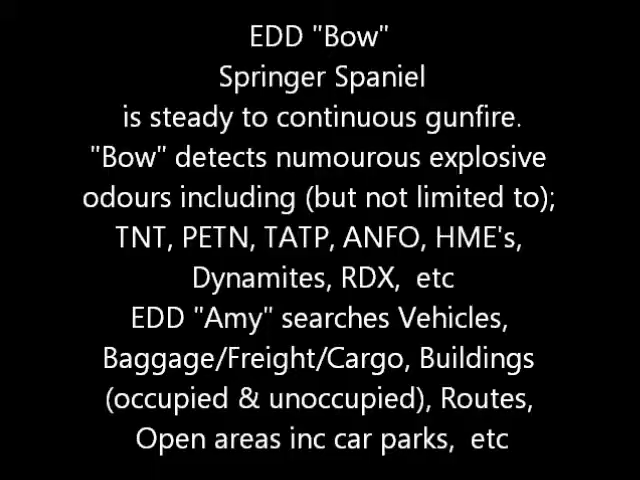 EDD "Bow"
Springer Spaniel
is steady to continuous gunfire.
"Bow" detects numourous explosive
odours including (but not limited to);
TNT, PETN, TATP, ANFO, HME's,
Dynamites, RDX,  etc
EDD "Amy" searches Vehicles,
Baggage/Freight/Cargo, Buildings
(occupied & unoccupied), Routes,
Open areas inc car parks,  etc